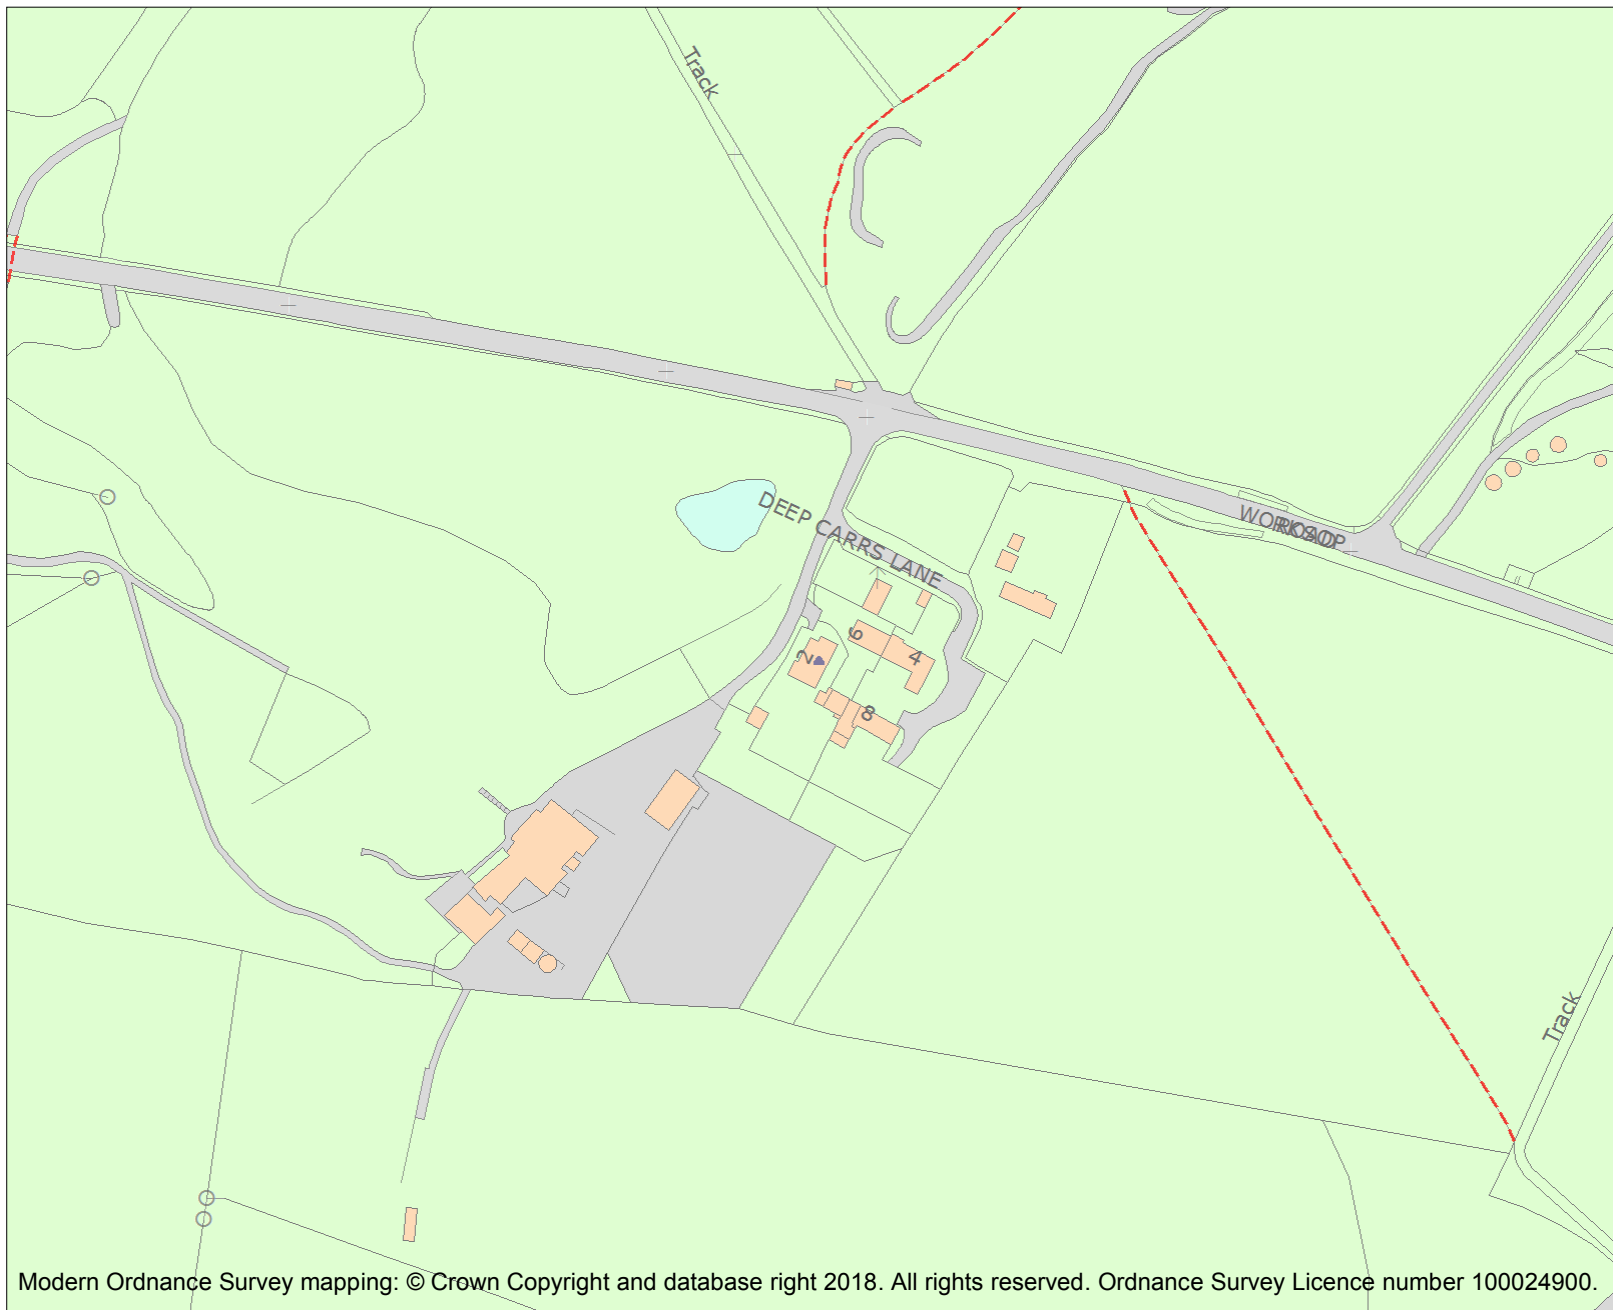 Track
DEEP CARRS LANE
WORKSOP ROAD
6
2
4
8
Track
Modern Ordnance Survey mapping: © Crown Copyright and database right 2018. All rights reserved. Ordnance Survey Licence number 100024900.